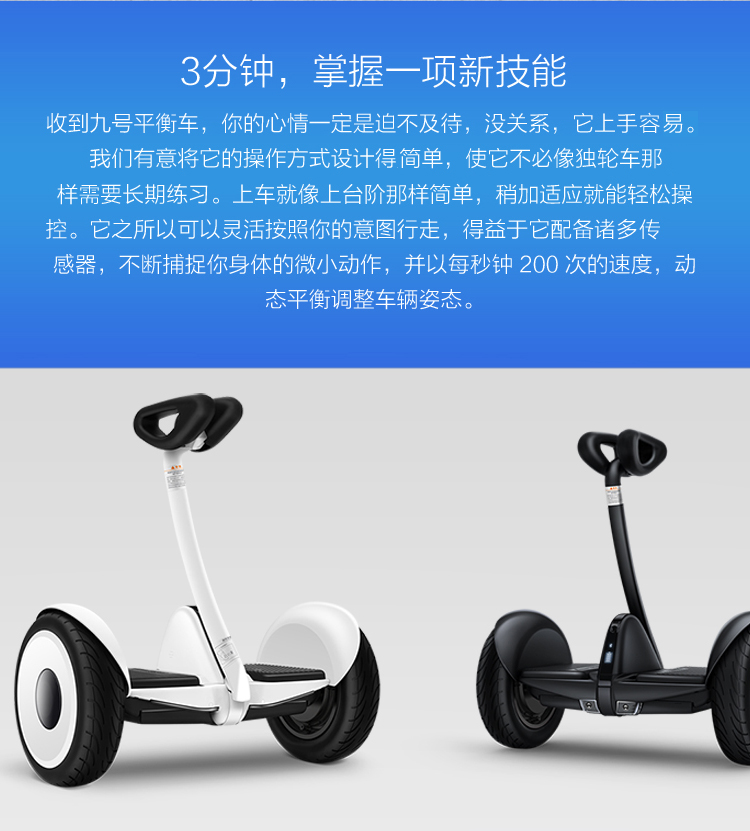 3分钟，掌握一项新技能
收到九号平衡车，你的心情一定是迫不及待，没关系，它上手容易。
我们有意将它的操作方式设计得简单，使它不必像独轮车那
样需要长期练习。上车就像上台阶那样简单，稍加适应就能轻松操
控。它之所以可以灵活按照你的意图行走，得益于它配备诸多传
感器，不断捕捉你身体的微小动作，并以每秒钟 200 次的速度，动
态平衡调整车辆姿态。